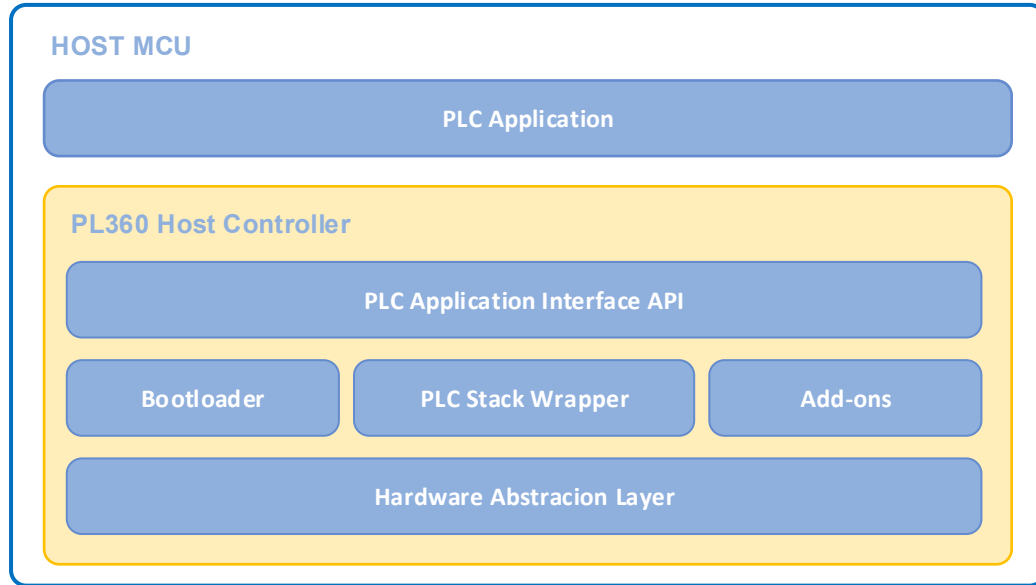 HOST MCU
PLC Application
PL360 Host Controller
PLC Application Interface API
Bootloader
PLC Stack Wrapper
Add-ons
Hardware Abstracion Layer